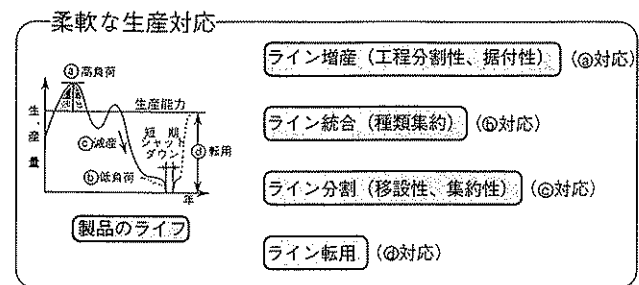 柔軟な生産対応
ⓐ高負荷
生産量
生産能力
短期
シャット
ダウン
ⓒ減産
ⓓ転用
ⓑ低負荷
年
製品のライフ
ライン増産（工程分割性、据付性）（ⓐ対応）
ライン統合（種類集約）（ⓑ対応）
ライン分割（移設性、集約性）（ⓒ対応）
ライン転用（ⓓ対応）